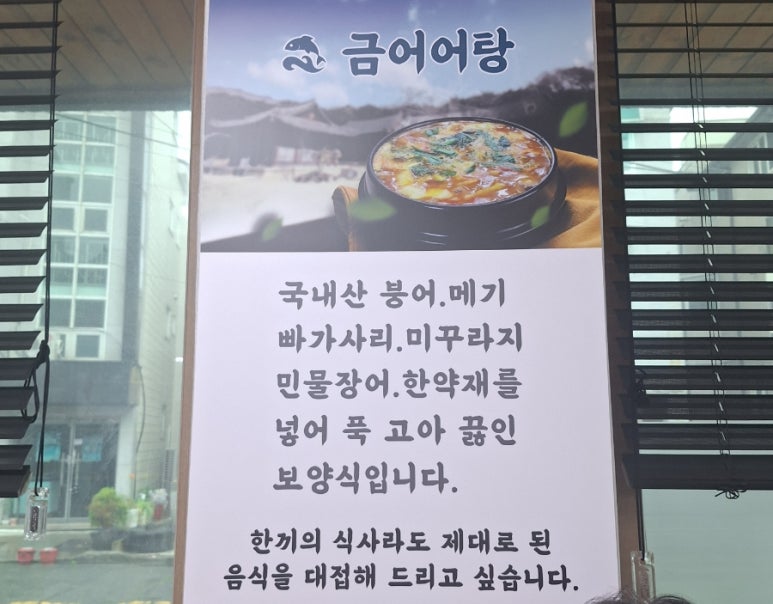 금어어탕
국내산 붕어.메기
빠가사리.미꾸라지
민물장어.한약재를
넣어 푹 고아 끓인
보양식입니다.
한끼의 식사라도 제대로 된
음식을 대접해 드리고 싶습니다.